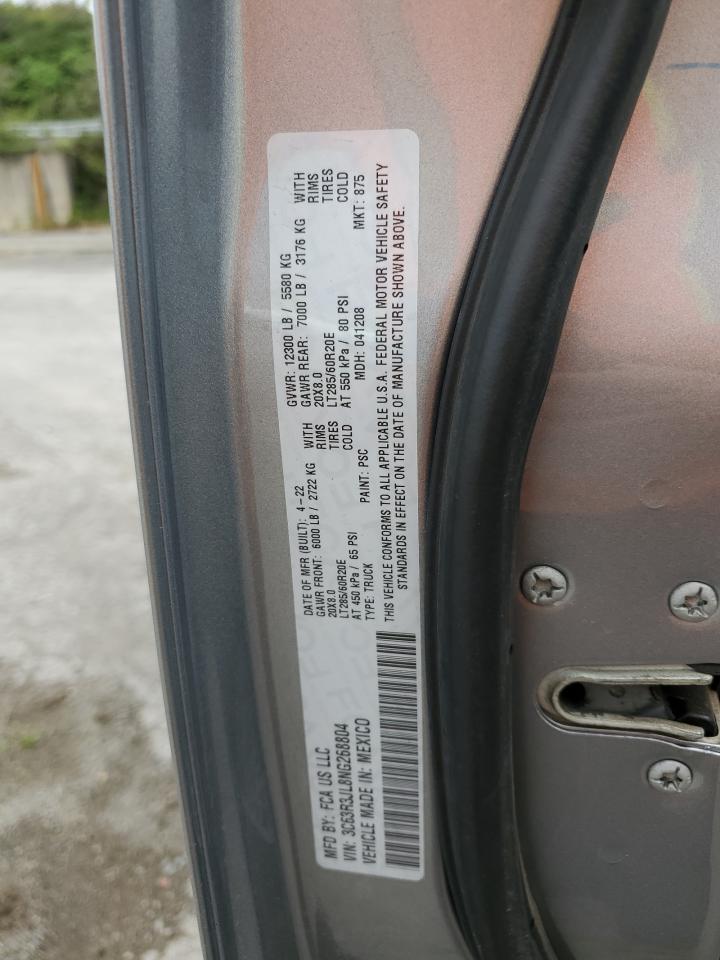 MFD BY: FCA US LLC
DATE OF MFR (BUILT): 4-22
GVWR: 12300 LB / 5580 KG
GAWR FRONT: 6000 LB / 2722 KG WITH
GAWR REAR: 7000 LB / 3176 KG WITH
20X8.0 RIMS
20X8.0 RIMS
LT285/60R20E TIRES
LT285/60R20E TIRES
AT 450 kPa / 65 PSI COLD
AT 550 kPa / 80 PSI COLD
VIN: 3C63R3JL8NG268804
TYPE: TRUCK
PAINT: PSC
MDH: 041208
MKT: 875
VEHICLE MADE IN: MEXICO
THIS VEHICLE CONFORMS TO ALL APPLICABLE U.S.A. FEDERAL MOTOR VEHICLE SAFETY
STANDARDS IN EFFECT ON THE DATE OF MANUFACTURE SHOWN ABOVE.